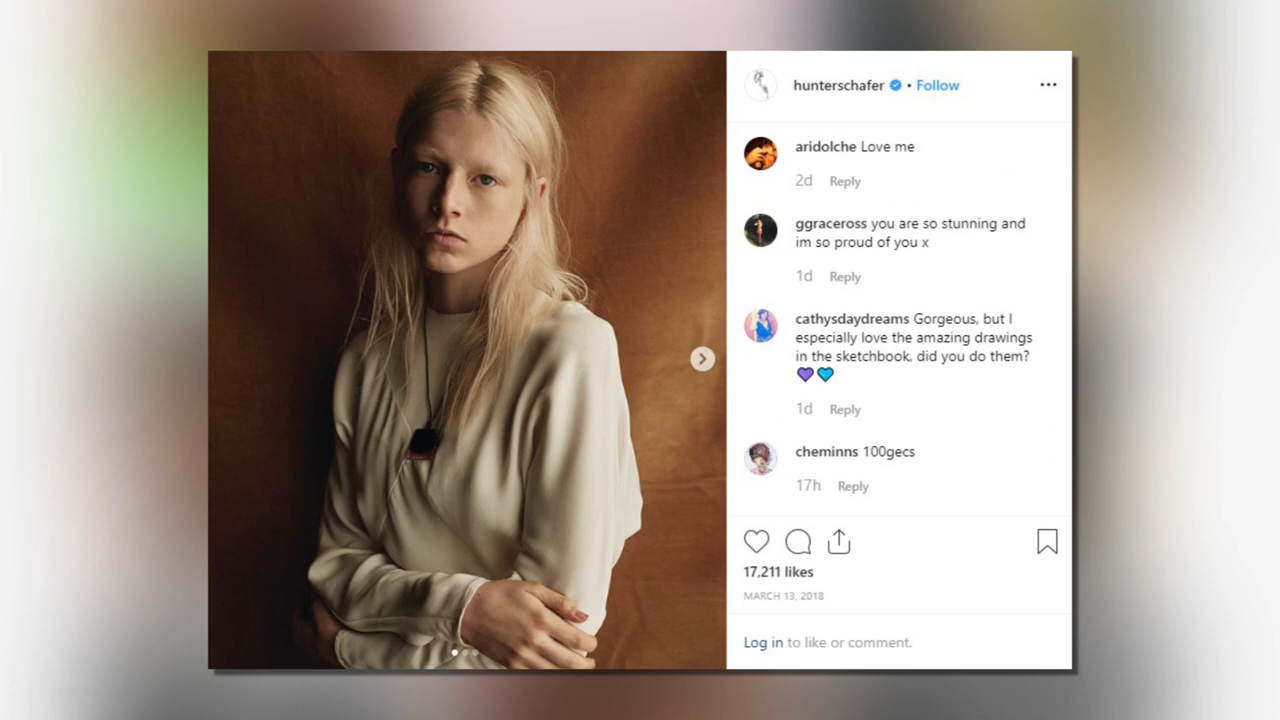 hunterschafer • Follow
aridolche Love me
2d Reply
ggraceross you are so stunning and
im so proud of you x
1d Reply
cathysdaydreams Gorgeous, but I
especially love the amazing drawings
in the sketchbook, did you do them?
💜💙
1d Reply
cheminns 100gecs
17h Reply
17,211 likes
MARCH 13, 2018
Log in to like or comment.